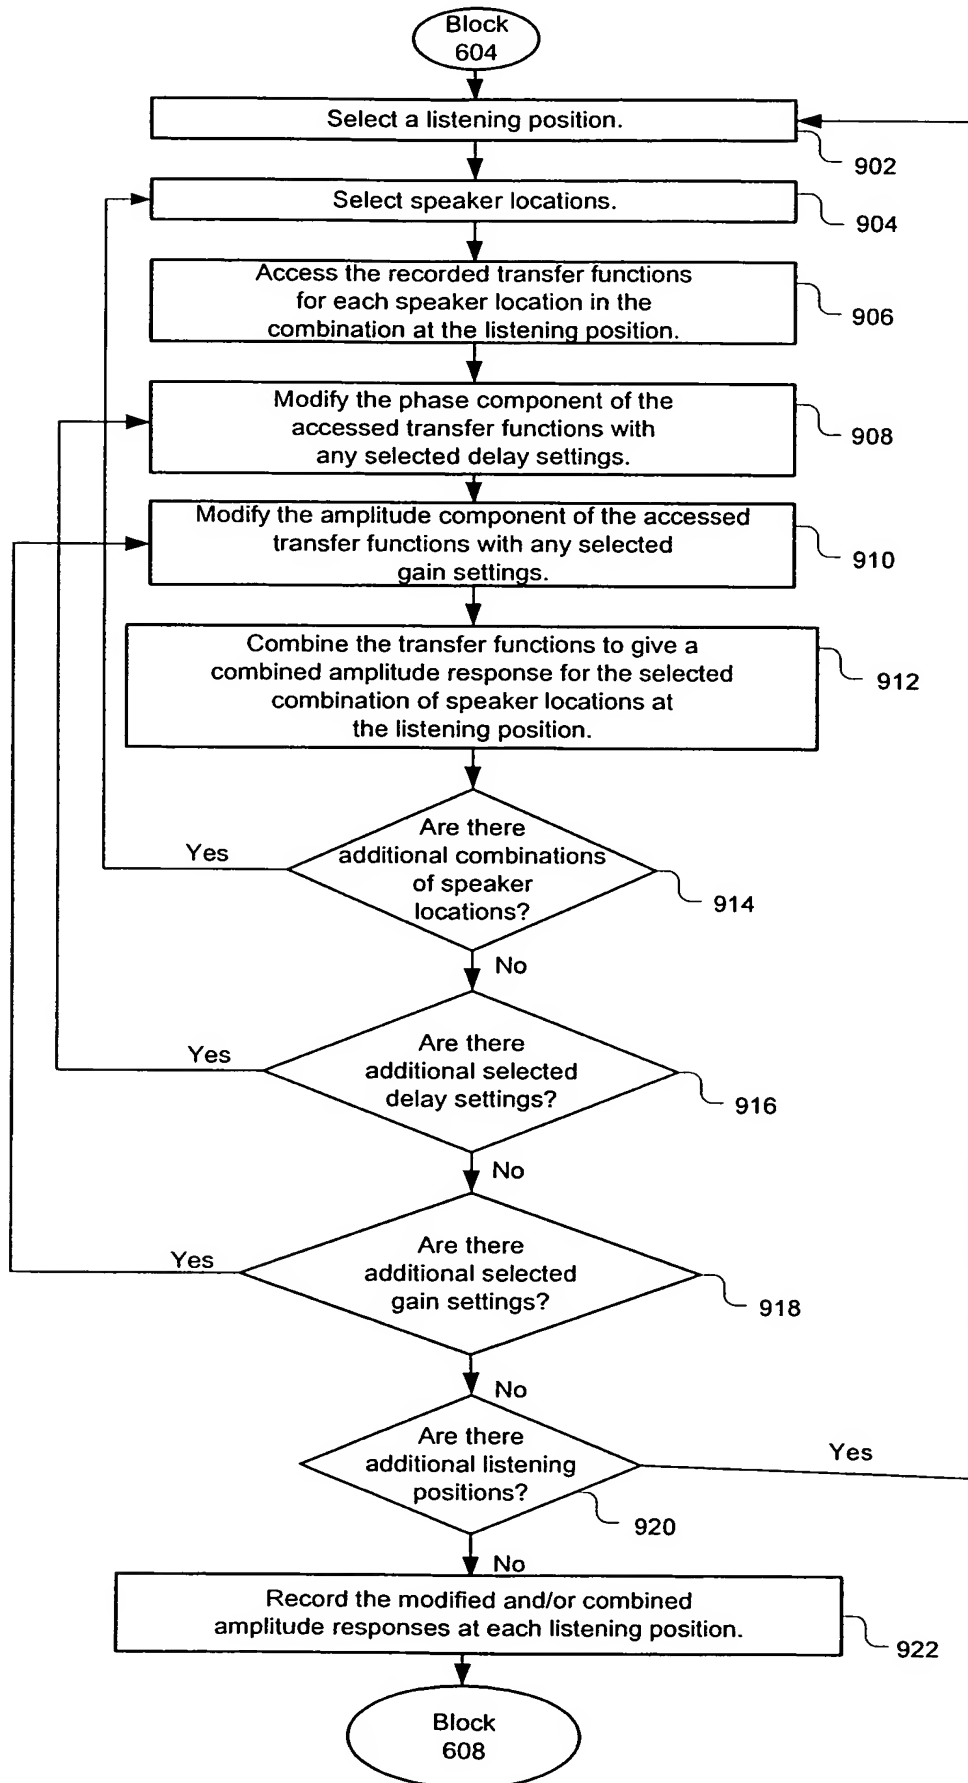 Block
604
Select a listening position.
902
Select speaker locations.
904
Access the recorded transfer functions
for each speaker location in the
combination at the listening position.
906
Modify the phase component of the
accessed transfer functions with
any selected delay settings.
908
Modify the amplitude component of the accessed
transfer functions with any selected
gain settings.
910
Combine the transfer functions to give a
combined amplitude response for the selected
combination of speaker locations at
the listening position.
912
Are there
additional combinations
of speaker
locations?
Yes
914
No
Are there
additional selected
delay settings?
Yes
916
No
Are there
additional selected
gain settings?
Yes
918
No
Are there
additional listening
positions?
Yes
920
No
Record the modified and/or combined
amplitude responses at each listening position.
922
Block
608